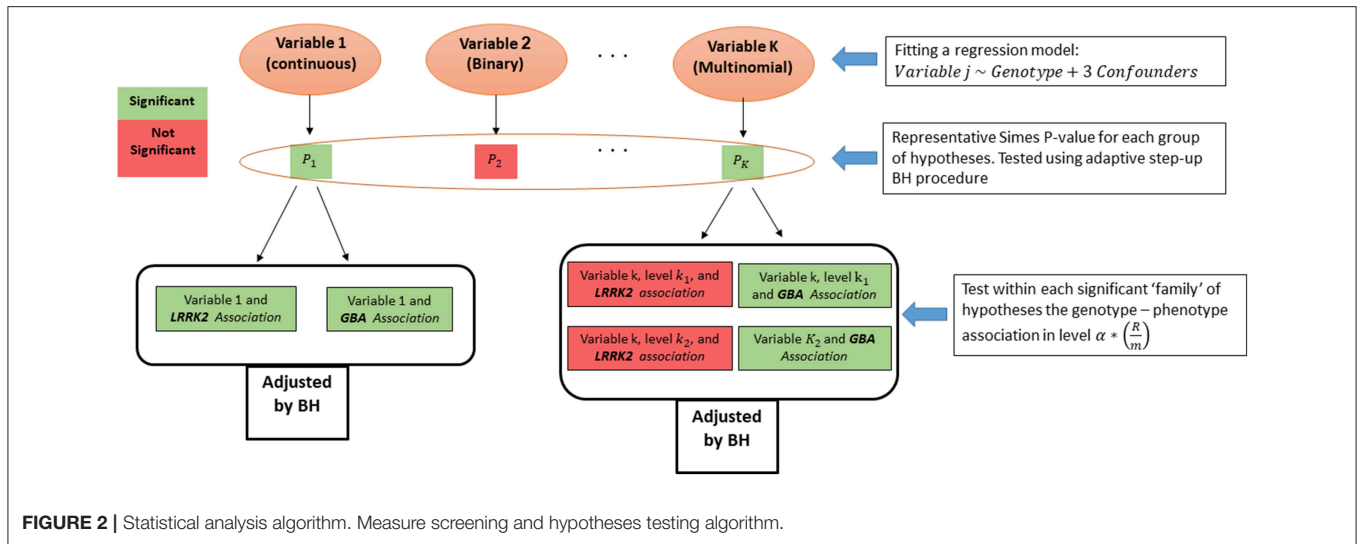 Variable 1
(continuous)
Variable 2
(Binary)
. . .
Variable K
(Multinomial)
Fitting a regression model:
Variable j ~ Genotype + 3 Confounders
Significant
Not
Significant
P₁
P₂
. . .
P_K
Representative Simes P-value for each group
of hypotheses. Tested using adaptive step-up
BH procedure
Variable 1 and
LRRK2 Association
Variable 1 and
GBA Association
Adjusted
by BH
Variable k, level k₁, and
LRRK2 association
Variable k, level k₁
and GBA Association
Variable k, level k₂, and
LRRK2 association
Variable K₂ and GBA
Association
Adjusted
by BH
Test within each significant ‘family’ of
hypotheses the genotype – phenotype
association in level α * (R/m)
FIGURE 2 | Statistical analysis algorithm. Measure screening and hypotheses testing algorithm.